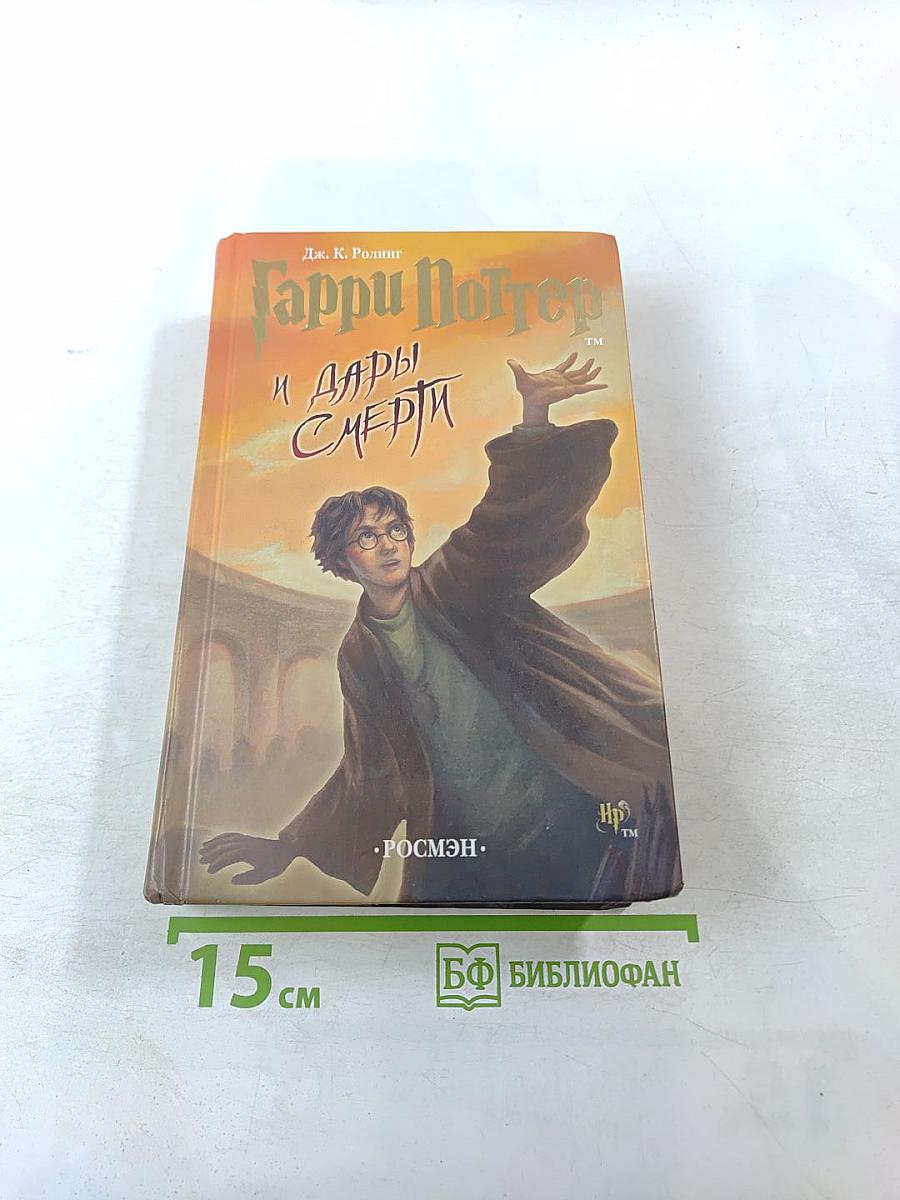 Дж. К. Ролинг
Гарри Поттер
TM
и ДАРЫ
СМЕРТИ
HP
TM
·РОСМЭН·
15 см
БФ БИБЛИОФАН